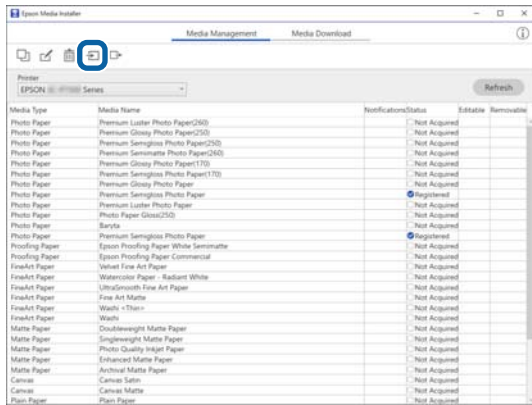 Epson Media Installer
Media Management Media Download
Printer
EPSON Series
Refresh
Media Type Media Name Notifications Status Editable Removable
Photo Paper Premium Luster Photo Paper(260) Not Acquired
Photo Paper Premium Glossy Photo Paper(250) Not Acquired
Photo Paper Premium Semigloss Photo Paper(250) Not Acquired
Photo Paper Premium Semimatte Photo Paper(260) Not Acquired
Photo Paper Premium Glossy Photo Paper(170) Not Acquired
Photo Paper Premium Semigloss Photo Paper(170) Not Acquired
Photo Paper Premium Glossy Photo Paper Not Acquired
Photo Paper Premium Semigloss Photo Paper Registered
Photo Paper Premium Luster Photo Paper Not Acquired
Photo Paper Photo Paper Gloss(250) Not Acquired
Photo Paper Baryta Not Acquired
Photo Paper Premium Semigloss Photo Paper Registered
Proofing Paper Epson Proofing Paper White Semimatte Not Acquired
Proofing Paper Epson Proofing Paper Commercial Not Acquired
FineArt Paper Velvet Fine Art Paper Not Acquired
FineArt Paper Watercolor Paper - Radiant White Not Acquired
FineArt Paper UltraSmooth Fine Art Paper Not Acquired
FineArt Paper Fine Art Matte Not Acquired
FineArt Paper Washi <Thin> Not Acquired
FineArt Paper Washi Not Acquired
Matte Paper Doubleweight Matte Paper Not Acquired
Matte Paper Singleweight Matte Paper Not Acquired
Matte Paper Photo Quality Inkjet Paper Not Acquired
Matte Paper Enhanced Matte Paper Not Acquired
Matte Paper Archival Matte Paper Not Acquired
Canvas Canvas Satin Not Acquired
Canvas Canvas Matte Not Acquired
Plain Paper Plain Paper Not Acquired